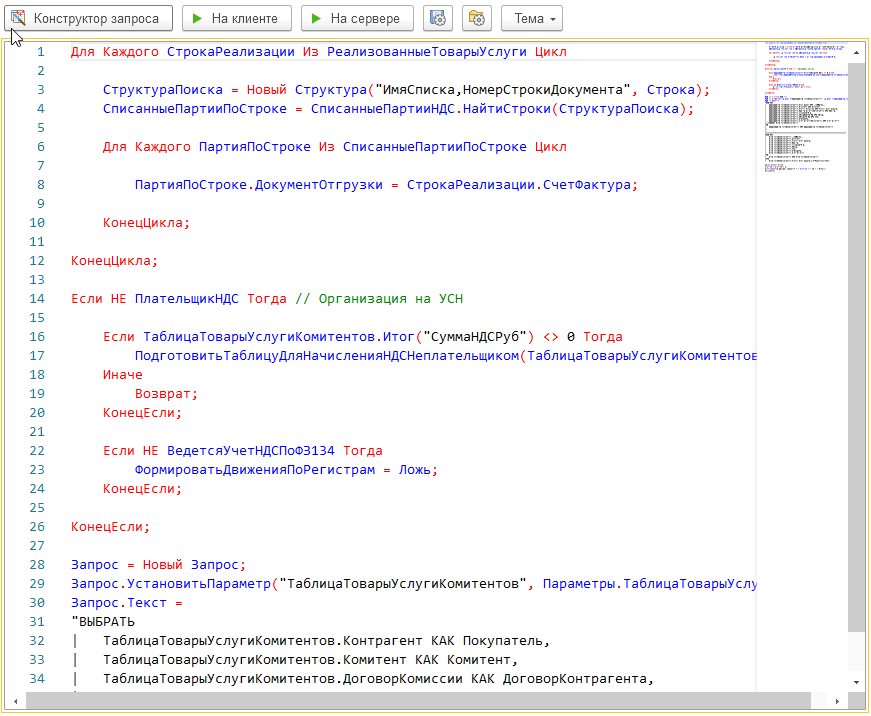 Конструктор запроса На клиенте На сервере Тема
1 Для Каждого СтрокаРеализации Из РеализованныеТоварыУслуги Цикл
2
3 СтруктураПоиска = Новый Структура("ИмяСписка,НомерСтрокиДокумента", Строка);
4 СписанныеПартииПоСтроке = СписанныеПартииНДС.НайтиСтроки(СтруктураПоиска);
5
6 Для Каждого ПартияПоСтроке Из СписанныеПартииПоСтроке Цикл
7
8 ПартияПоСтроке.ДокументОтгрузки = СтрокаРеализации.СчетФактура;
9
10 КонецЦикла;
11
12 КонецЦикла;
13
14 Если НЕ ПлательщикНДС Тогда // Организация на УСН
15
16 Если ТаблицаТоварыУслугиКомитентов.Итог("СуммаНДСРуб") <> 0 Тогда
17 ПодготовитьТаблицуДляНачисленияНДСНеплательщиком(ТаблицаТоварыУслугиКомитентов
18 Иначе
19 Возврат;
20 КонецЕсли;
21
22 Если НЕ ВедетсяУчетНДСПоФЗ134 Тогда
23 ФормироватьДвиженияПоРегистрам = Ложь;
24 КонецЕсли;
25
26 КонецЕсли;
27
28 Запрос = Новый Запрос;
29 Запрос.УстановитьПараметр("ТаблицаТоварыУслугиКомитентов", Параметры.ТаблицаТоварыУслу
30 Запрос.Текст =
31 "ВЫБРАТЬ
32 | ТаблицаТоварыУслугиКомитентов.Контрагент КАК Покупатель,
33 | ТаблицаТоварыУслугиКомитентов.Комитент КАК Комитент,
34 | ТаблицаТоварыУслугиКомитентов.ДоговорКомиссии КАК ДоговорКонтрагента,